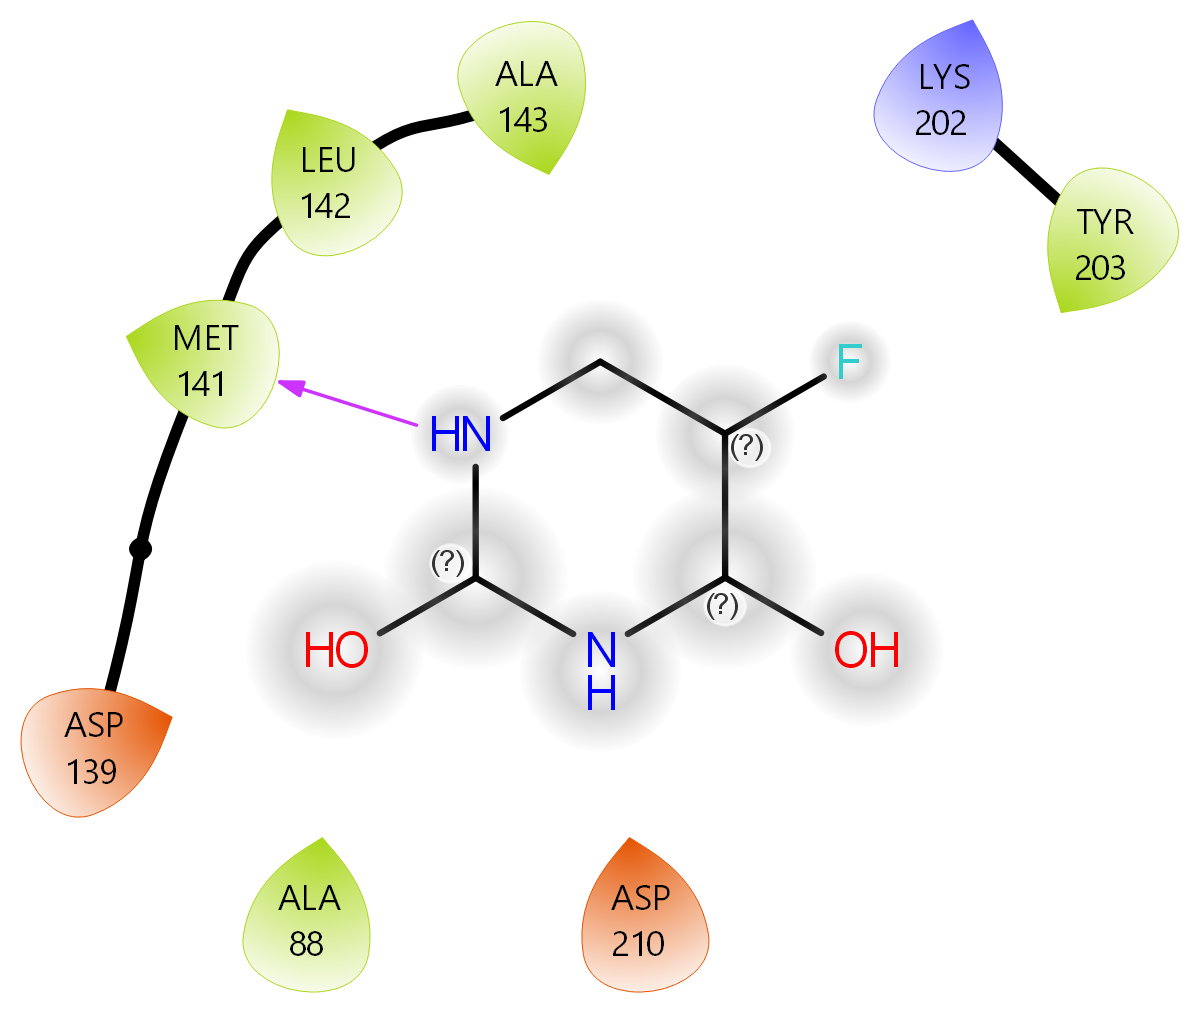 ALA
143
LYS
202
LEU
142
TYR
203
MET
141
F
HN
(?)
(?)
(?)
HO
N
H
OH
ASP
139
ALA
88
ASP
210